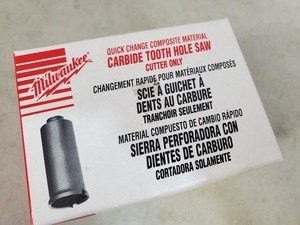 Milwaukee
QUICK CHANGE COMPOSITE MATERIAL
CARBIDE TOOTH HOLE SAW
CUTTER ONLY
CHANGEMENT RAPIDE POUR MATÉRIAUX COMPOSÉS
SCIE À GUICHET À
DENTS AU CARBURE
TRANCHOIR SEULEMENT
MATERIAL COMPUESTO DE CAMBIO RÁPIDO
SIERRA PERFORADORA CON
DIENTES DE CARBURO
CORTADORA SOLAMENTE